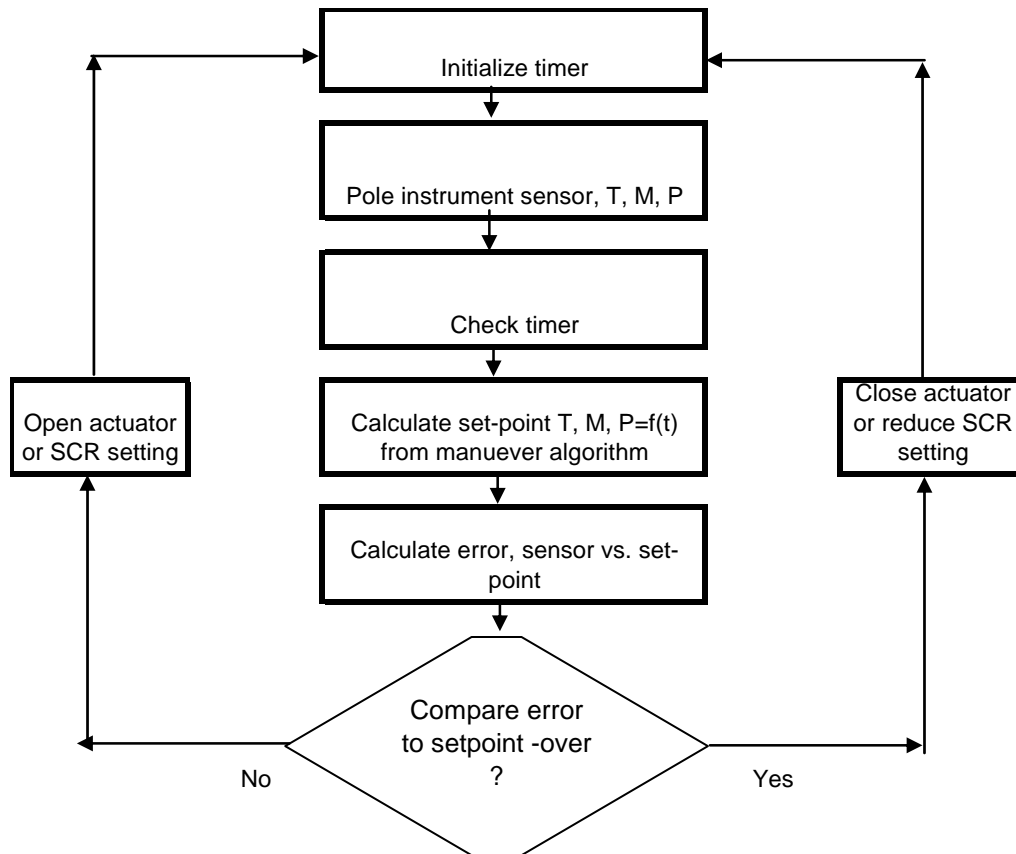 Initialize timer
Pole instrument sensor, T, M, P
Check timer
Open actuator
or SCR setting
Calculate set-point T, M, P=f(t)
from manuever algorithm
Close actuator
or reduce SCR
setting
Calculate error, sensor vs. set-
point
Compare error
to setpoint -over
?
No
Yes